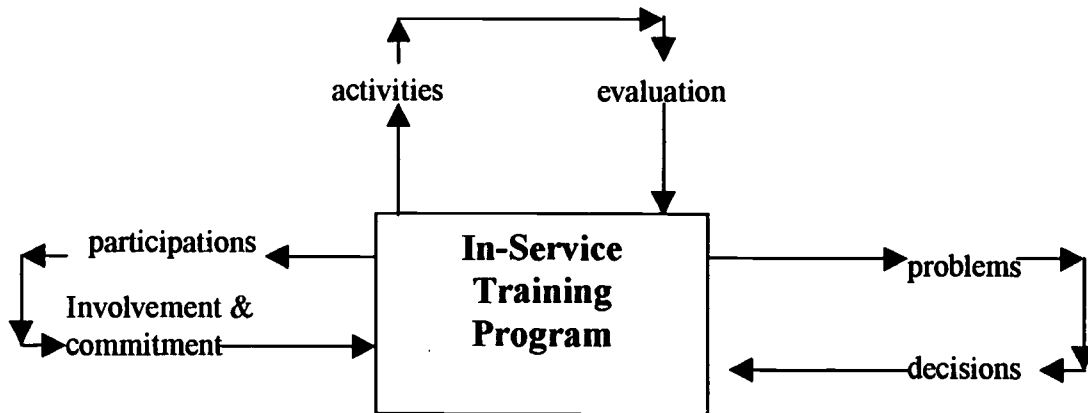 activities
evaluation
participations
Involvement &
commitment
In-Service
Training
Program
problems
decisions